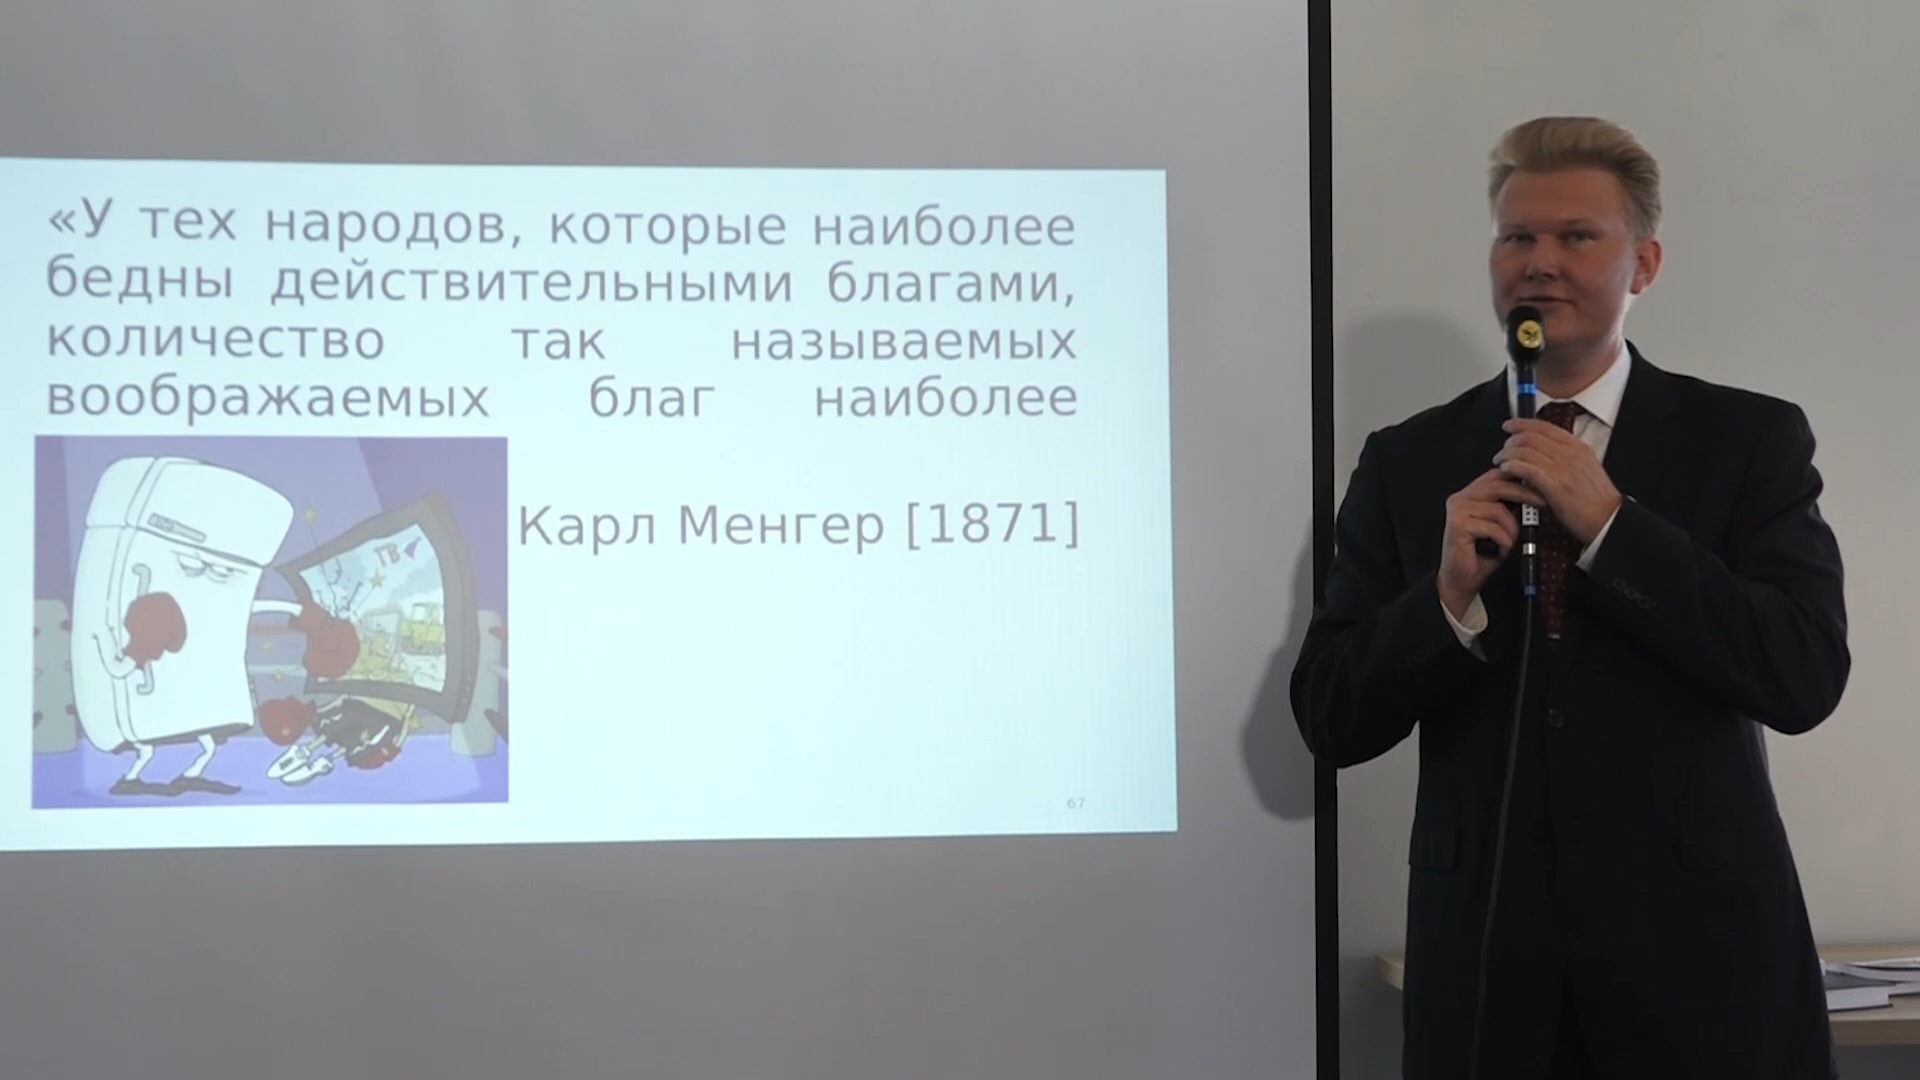 «У тех народов, которые наиболее
бедны действительными благами,
количество так называемых
воображаемых благ наиболее
Карл Менгер [1871]
ТВ
67